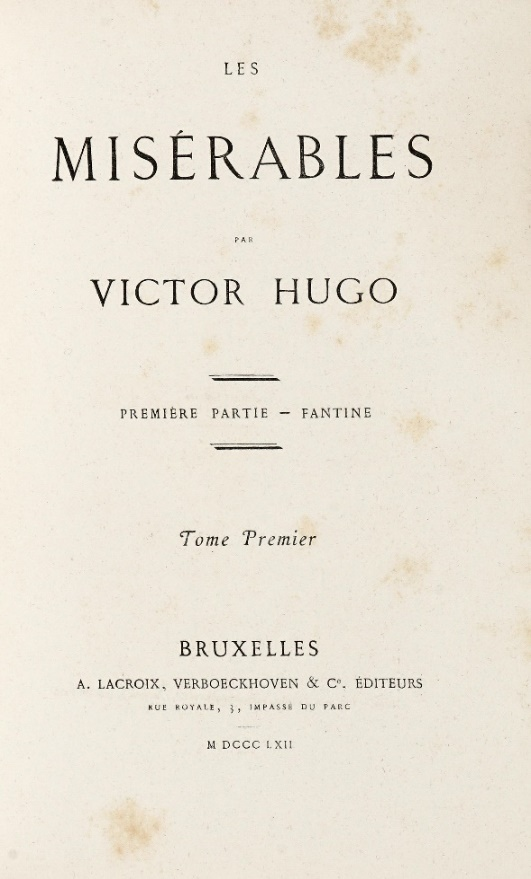 LES
MISÉRABLES
PAR
VICTOR HUGO
PREMIÈRE PARTIE — FANTINE
Tome Premier
BRUXELLES
A. LACROIX, VERBOECKHOVEN & Cº. ÉDITEURS
RUE ROYALE, 3, IMPASSE DU PARC
M DCCC LXII